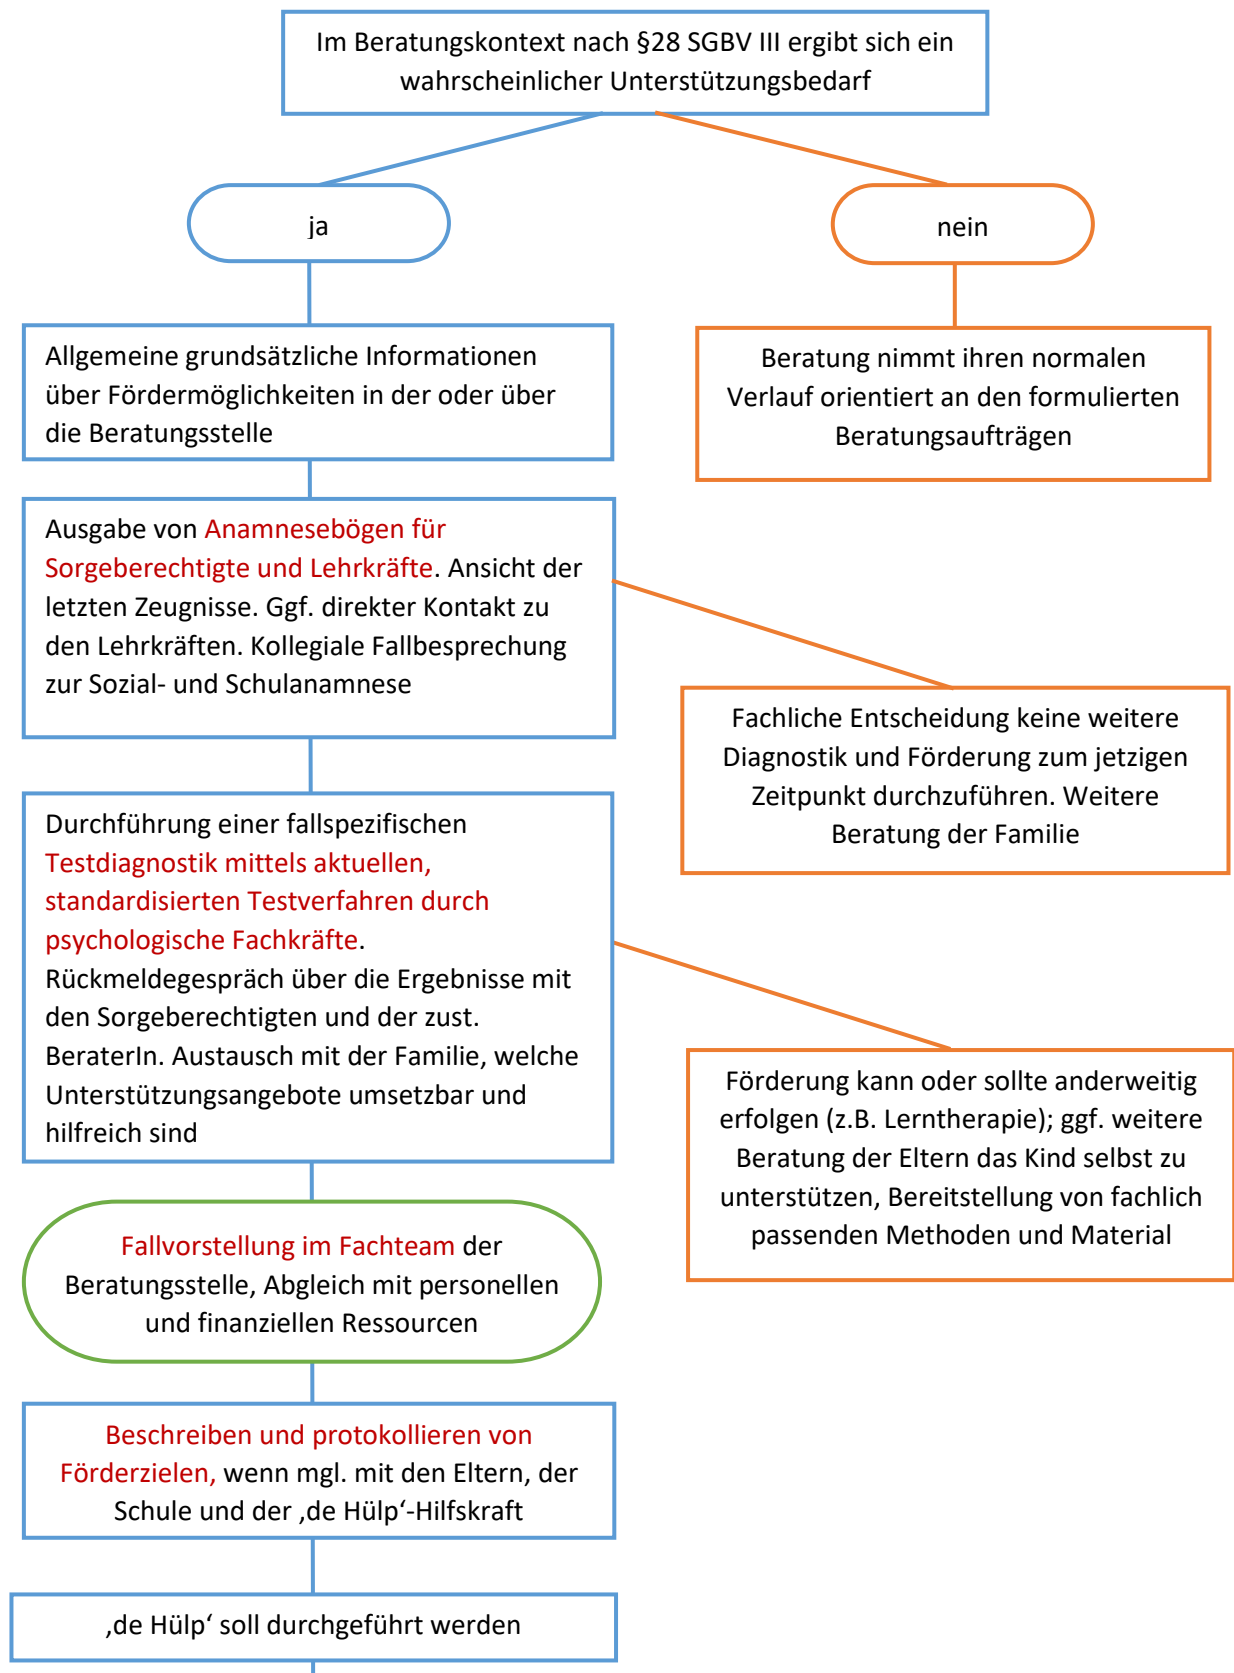 Im Beratungskontext nach §28 SGBV III ergibt sich ein
wahrscheinlicher Unterstützungsbedarf
ja
nein
Allgemeine grundsätzliche Informationen
über Fördermöglichkeiten in der oder über
die Beratungsstelle
Beratung nimmt ihren normalen
Verlauf orientiert an den formulierten
Beratungsaufträgen
Ausgabe von Anamnesebögen für
Sorgeberechtigte und Lehrkräfte. Ansicht der
letzten Zeugnisse. Ggf. direkter Kontakt zu
den Lehrkräften. Kollegiale Fallbesprechung
zur Sozial- und Schulanamnese
Fachliche Entscheidung keine weitere
Diagnostik und Förderung zum jetzigen
Zeitpunkt durchzuführen. Weitere
Beratung der Familie
Durchführung einer fallspezifischen
Testdiagnostik mittels aktuellen,
standardisierten Testverfahren durch
psychologische Fachkräfte.
Rückmeldegespräch über die Ergebnisse mit
den Sorgeberechtigten und der zust.
BeraterIn. Austausch mit der Familie, welche
Unterstützungsangebote umsetzbar und
hilfreich sind
Förderung kann oder sollte anderweitig
erfolgen (z.B. Lerntherapie); ggf. weitere
Beratung der Eltern das Kind selbst zu
unterstützen, Bereitstellung von fachlich
passenden Methoden und Material
Fallvorstellung im Fachteam der
Beratungsstelle, Abgleich mit personellen
und finanziellen Ressourcen
Beschreiben und protokollieren von
Förderzielen, wenn mgl. mit den Eltern, der
Schule und der ‚de Hülp‘-Hilfskraft
‚de Hülp‘ soll durchgeführt werden